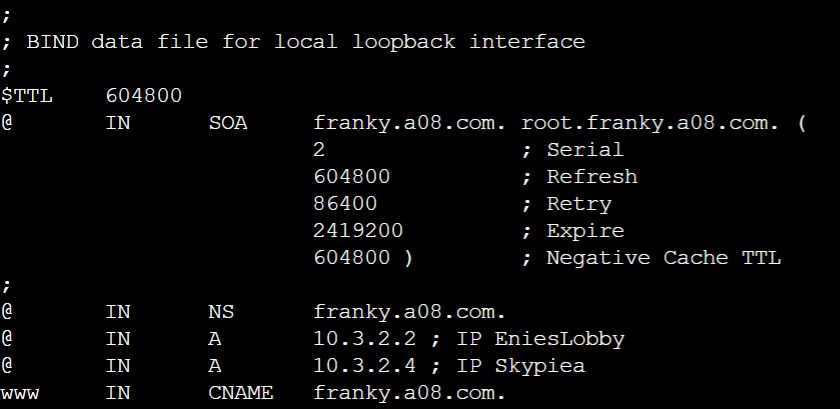 ;
; BIND data file for local loopback interface
;
$TTL    604800
@       IN      SOA     franky.a08.com. root.franky.a08.com. (
                        2               ; Serial
                        604800          ; Refresh
                        86400           ; Retry
                        2419200         ; Expire
                        604800 )        ; Negative Cache TTL
;
@       IN      NS      franky.a08.com.
@       IN      A       10.3.2.2 ; IP EniesLobby
@       IN      A       10.3.2.4 ; IP Skypiea
www     IN      CNAME   franky.a08.com.